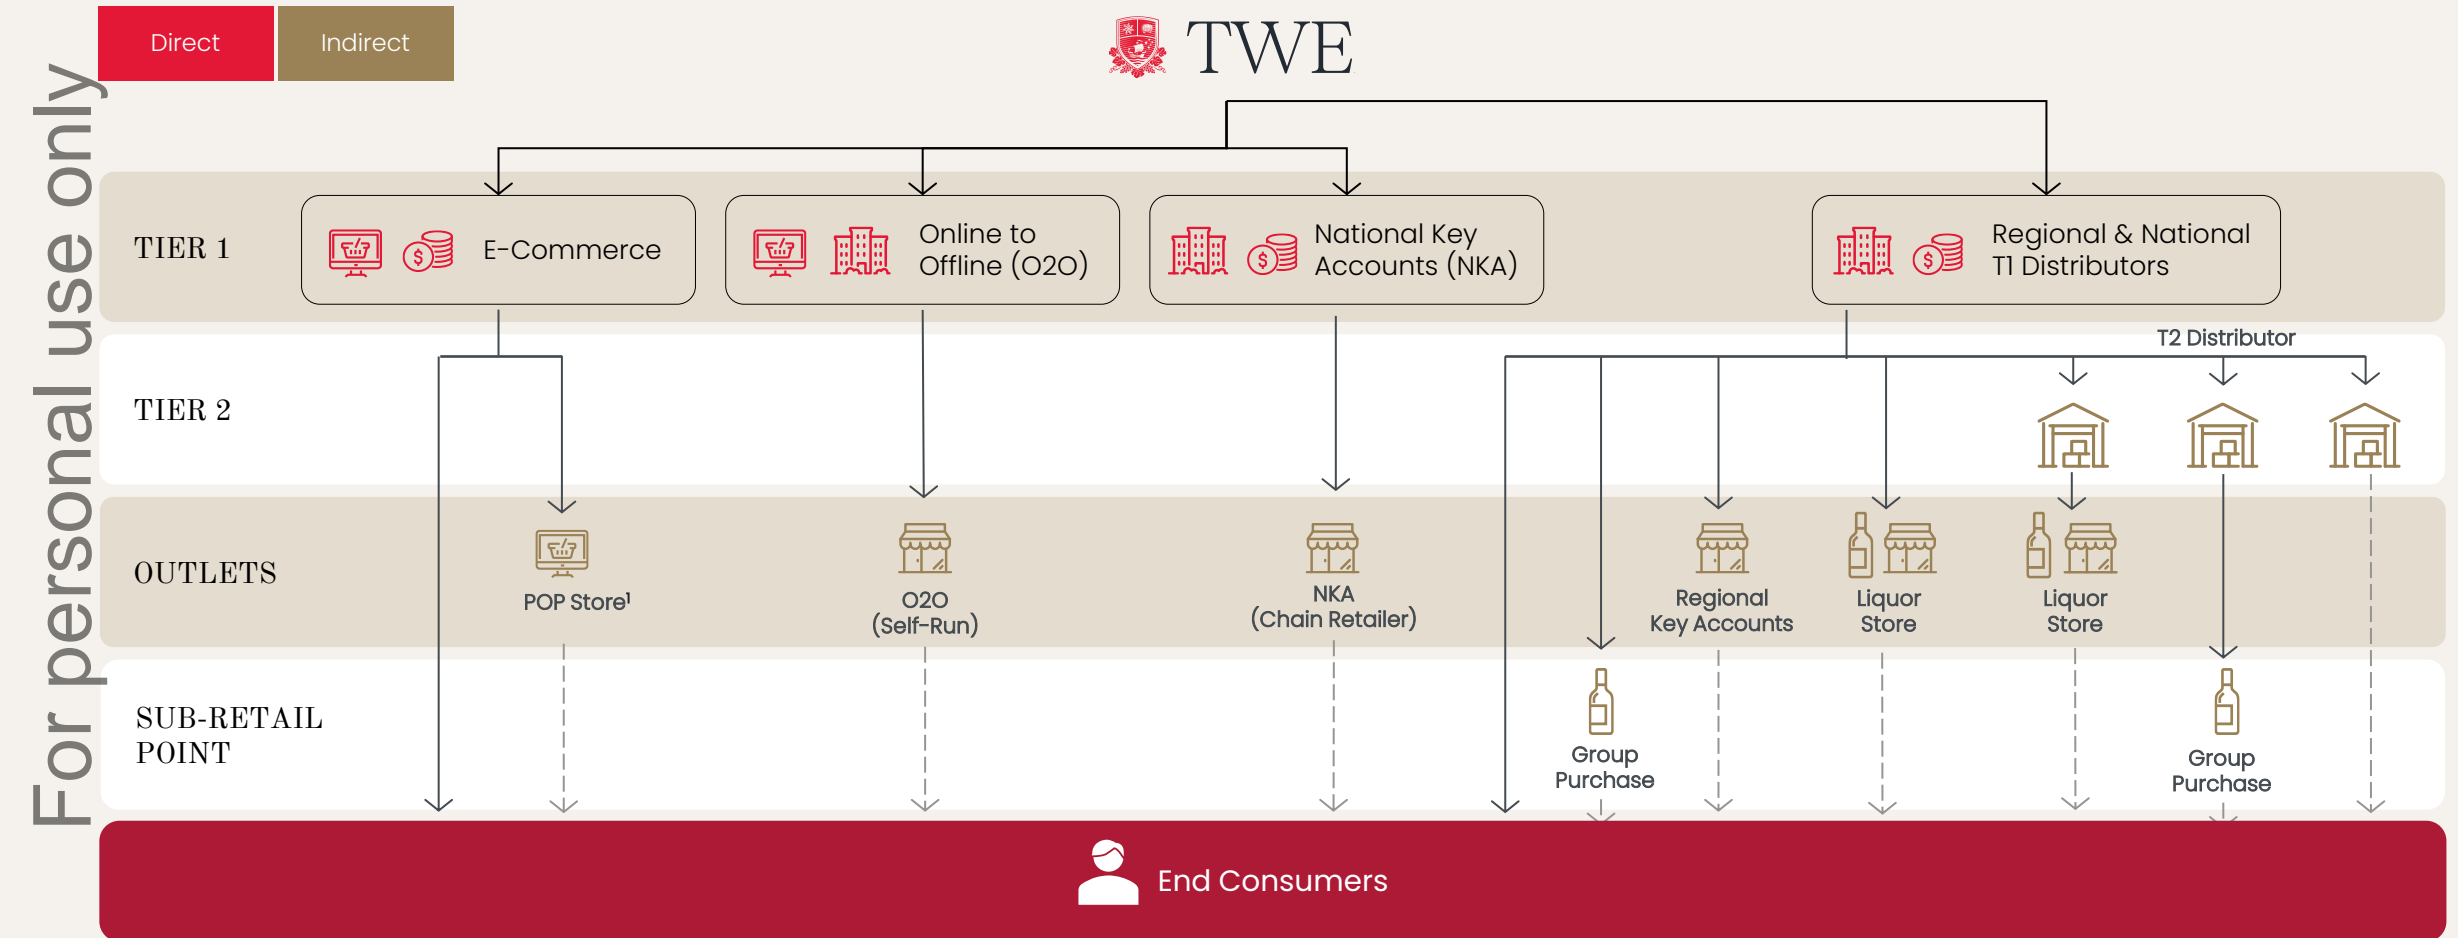 Direct
Indirect
TWE
For personal use only
TIER 1
E-Commerce
Online to
Offline (O2O)
National Key
Accounts (NKA)
Regional & National
T1 Distributors
T2 Distributor
TIER 2
OUTLETS
POP Store¹
O2O
(Self-Run)
NKA
(Chain Retailer)
Regional
Key Accounts
Liquor
Store
Liquor
Store
SUB-RETAIL
POINT
Group
Purchase
Group
Purchase
End Consumers